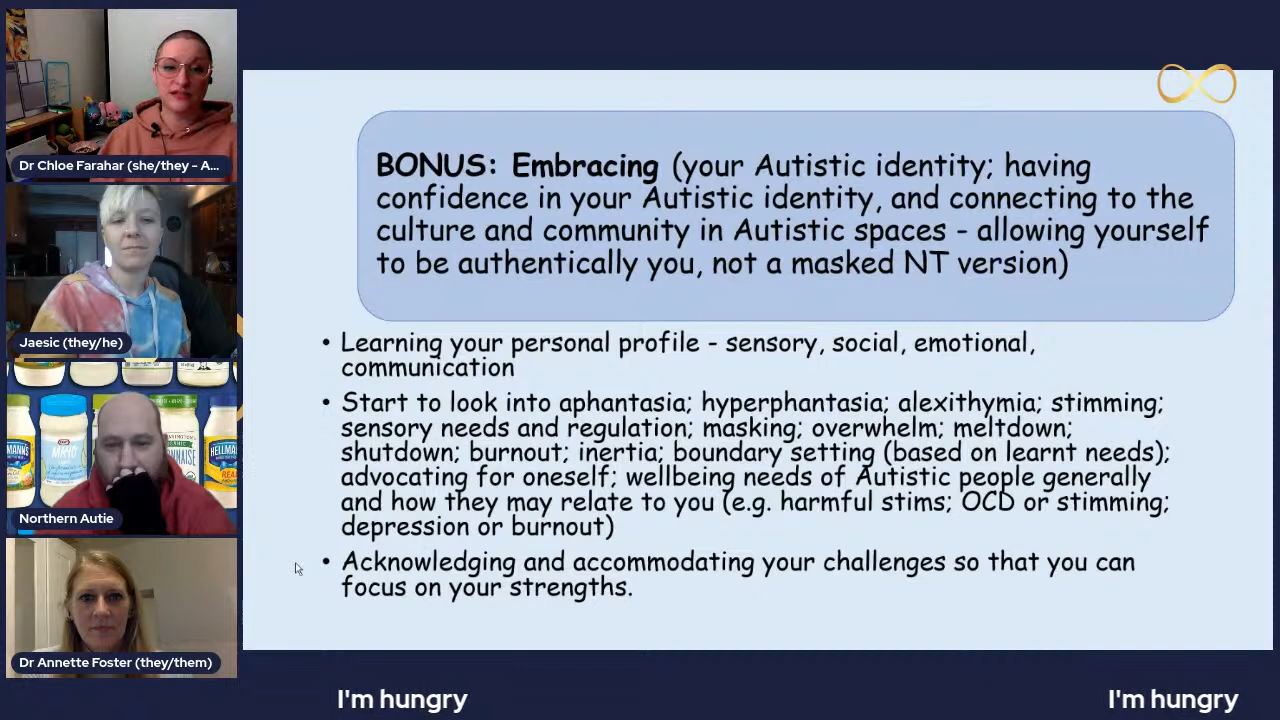 Dr Chloe Farahar (she/they - A...
Jaesic (they/he)
HELLMANN'S
MAYO
HELLM
Northern Autie
Dr Annette Foster (they/them)
BONUS: Embracing (your Autistic identity; having
confidence in your Autistic identity, and connecting to the
culture and community in Autistic spaces - allowing yourself
to be authentically you, not a masked NT version)
• Learning your personal profile - sensory, social, emotional,
communication
• Start to look into aphantasia; hyperphantasia; alexithymia; stimming;
sensory needs and regulation; masking; overwhelm; meltdown;
shutdown; burnout; inertia; boundary setting (based on learnt needs);
advocating for oneself; wellbeing needs of Autistic people generally
and how they may relate to you (e.g. harmful stims; OCD or stimming;
depression or burnout)
• Acknowledging and accommodating your challenges so that you can
focus on your strengths.
I'm hungry
I'm hungry